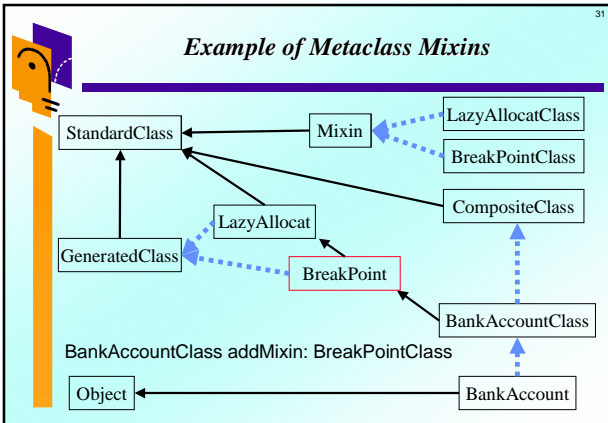 31
Example of Metaclass Mixins
LazyAllocatClass
StandardClass
Mixin
BreakPointClass
CompositeClass
LazyAllocat
GeneratedClass
BreakPoint
BankAccountClass
BankAccountClass addMixin: BreakPointClass
Object
BankAccount